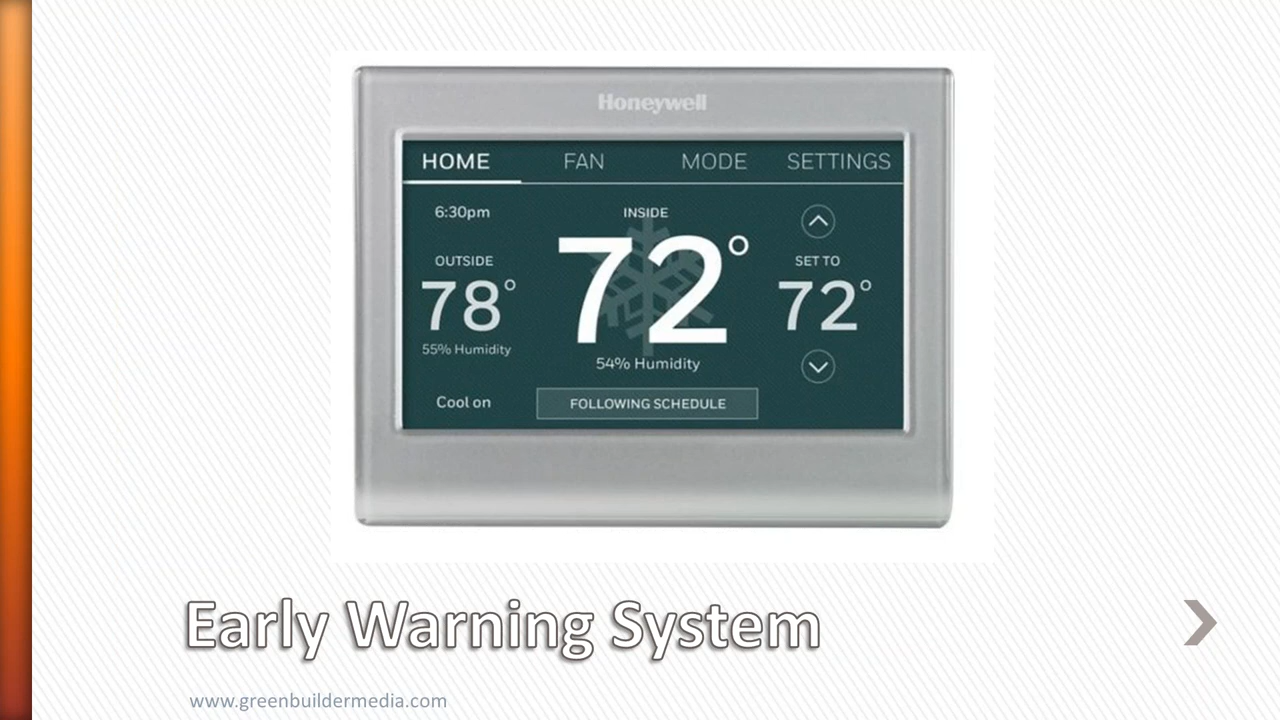 Honeywell
HOME FAN MODE SETTINGS
6:30pm
INSIDE
72°
54% Humidity
OUTSIDE
78°
55% Humidity
SET TO
72°
Cool on
FOLLOWING SCHEDULE
Early Warning System
www.greenbuildermedia.com